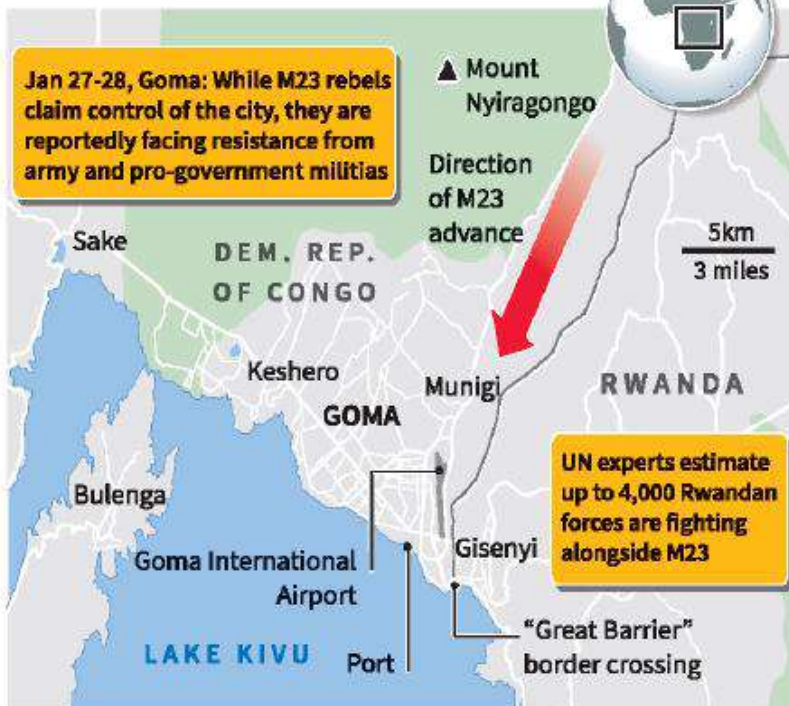 Jan 27-28, Goma: While M23 rebels
claim control of the city, they are
reportedly facing resistance from
army and pro-government militias
Mount
Nyiragongo
Direction
of M23
advance
5km
3 miles
Sake
DEM. REP.
OF CONGO
Keshero
Munigi
RWANDA
GOMA
UN experts estimate
up to 4,000 Rwandan
forces are fighting
alongside M23
Bulenga
Goma International
Airport
Gisenyi
LAKE KIVU
Port
“Great Barrier”
border crossing